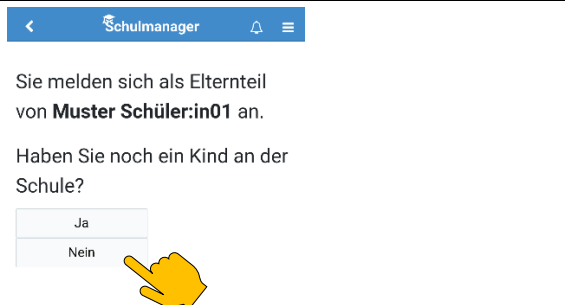 Schulmanager
Sie melden sich als Elternteil
von Muster Schüler:in01 an.
Haben Sie noch ein Kind an der
Schule?
Ja
Nein